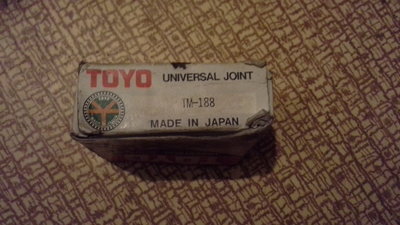 TOYO UNIVERSAL JOINT
TM-188
MADE IN JAPAN